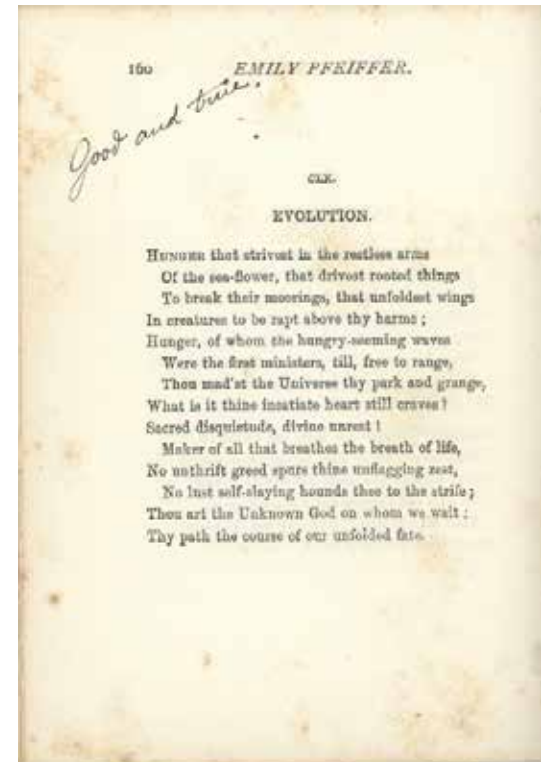 160 EMILY PFEIFFER.
Good and true.
CLX.
EVOLUTION.
HUNGER that strivest in the restless arms
Of the sea-flower, that drivest rooted things
To break their moorings, that unfoldest wings
In creatures to be rapt above thy harms ;
Hunger, of whom the hungry-seeming waves
Were the first ministers, till, free to range,
Thou mad'st the Universe thy park and grange,
What is it thine insatiate heart still craves ?
Sacred disquietude, divine unrest !
Maker of all that breathes the breath of life,
No unthrift greed spurs thine unflagging zest,
No lust self-slaying hounds thee to the strife ;
Thou art the Unknown God on whom we wait :
Thy path the course of our unfolded fate.